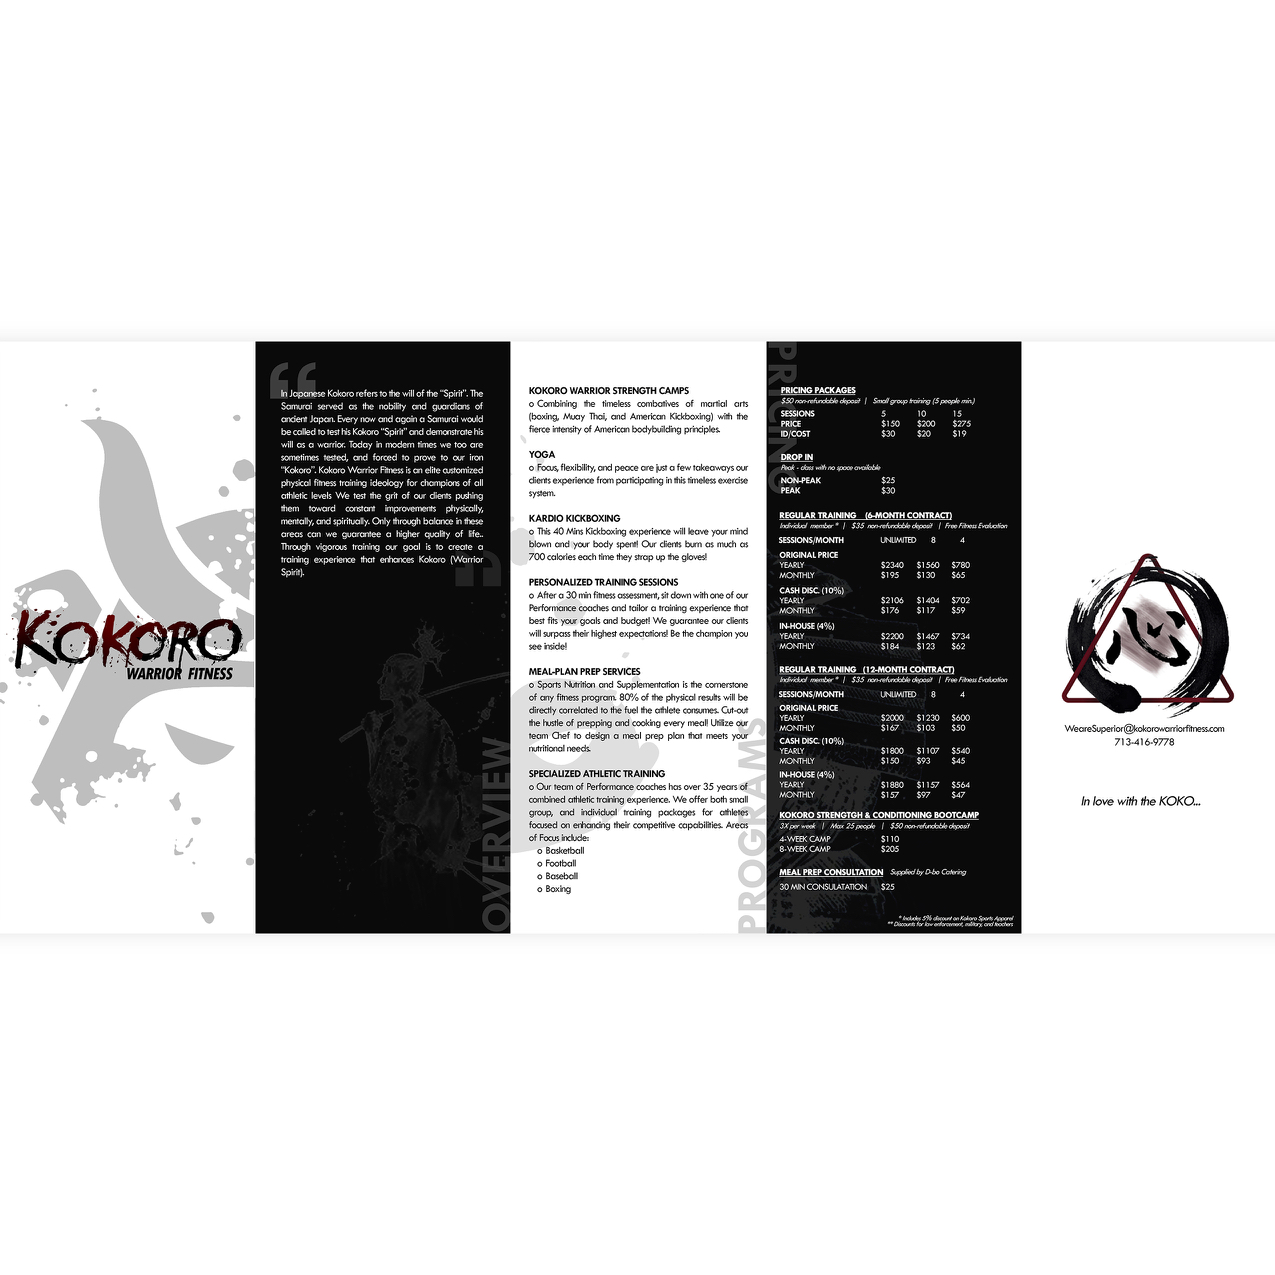 KOKORO
WARRIOR FITNESS
“
In Japanese Kokoro refers to the will of the “Spirit”. The
Samurai served as the nobility and guardians of
ancient Japan. Every now and again a Samurai would
be called to test his Kokoro “Spirit” and demonstrate his
will as a warrior. Today in modern times we too are
sometimes tested, and forced to prove to our iron
“Kokoro”. Kokoro Warrior Fitness is an elite customized
physical fitness training ideology for champions of all
athletic levels We test the grit of our clients pushing
them toward constant improvements physically,
mentally, and spiritually. Only through balance in these
areas can we guarantee a higher quality of life..
Through vigorous training our goal is to create a
training experience that enhances Kokoro (Warrior
Spirit).
”
OVERVIEW
KOKORO WARRIOR STRENGTH CAMPS
o Combining the timeless combatives of martial arts
(boxing, Muay Thai, and American Kickboxing) with the
fierce intensity of American bodybuilding principles.
YOGA
o Focus, flexibility, and peace are just a few takeaways our
clients experience from participating in this timeless exercise
system.
KARDIO KICKBOXING
o This 40 Mins Kickboxing experience will leave your mind
blown and your body spent! Our clients burn as much as
700 calories each time they strap up the gloves!
PERSONALIZED TRAINING SESSIONS
o After a 30 min fitness assessment, sit down with one of our
Performance coaches and tailor a training experience that
best fits your goals and budget! We guarantee our clients
will surpass their highest expectations! Be the champion you
see inside!
MEAL-PLAN PREP SERVICES
o Sports Nutrition and Supplementation is the cornerstone
of any fitness program. 80% of the physical results will be
directly correlated to the fuel the athlete consumes. Cut-out
the hustle of prepping and cooking every meal! Utilize our
team Chef to design a meal prep plan that meets your
nutritional needs.
SPECIALIZED ATHLETIC TRAINING
o Our team of Performance coaches has over 35 years of
combined athletic training experience. We offer both small
group, and individual training packages for athletes
focused on enhancing their competitive capabilities. Areas
of Focus include:
o Basketball
o Football
o Baseball
o Boxing
PROGRAMS
PRICING
PRICING PACKAGES
$50 non-refundable deposit | Small group training (5 people min.)
SESSIONS 5 10 15
PRICE $150 $200 $275
ID/COST $30 $20 $19
DROP IN
Peak - class with no space available
NON-PEAK $25
PEAK $30
REGULAR TRAINING (6-MONTH CONTRACT)
Individual member * | $35 non-refundable deposit | Free Fitness Evaluation
SESSIONS/MONTH UNLIMITED 8 4
ORIGINAL PRICE
YEARLY $2340 $1560 $780
MONTHLY $195 $130 $65
CASH DISC. (10%)
YEARLY $2106 $1404 $702
MONTHLY $176 $117 $59
IN-HOUSE (4%)
YEARLY $2200 $1467 $734
MONTHLY $184 $123 $62
REGULAR TRAINING (12-MONTH CONTRACT)
Individual member * | $35 non-refundable deposit | Free Fitness Evaluation
SESSIONS/MONTH UNLIMITED 8 4
ORIGINAL PRICE
YEARLY $2000 $1230 $600
MONTHLY $167 $103 $50
CASH DISC. (10%)
YEARLY $1800 $1107 $540
MONTHLY $150 $93 $45
IN-HOUSE (4%)
YEARLY $1880 $1157 $564
MONTHLY $157 $97 $47
KOKORO STRENGTGH & CONDITIONING BOOTCAMP
3X per week | Max 25 people | $50 non-refundable deposit
4-WEEK CAMP $110
8-WEEK CAMP $205
MEAL PREP CONSULTATION Supplied by D-bo Catering
30 MIN CONSULATATION $25
* Includes 5% discount on Kokoro Sports Apparel
** Discounts for law enforcement, military, and teachers
心
WeareSuperior@kokorowarriorfitness.com
713-416-9778
In love with the KOKO...